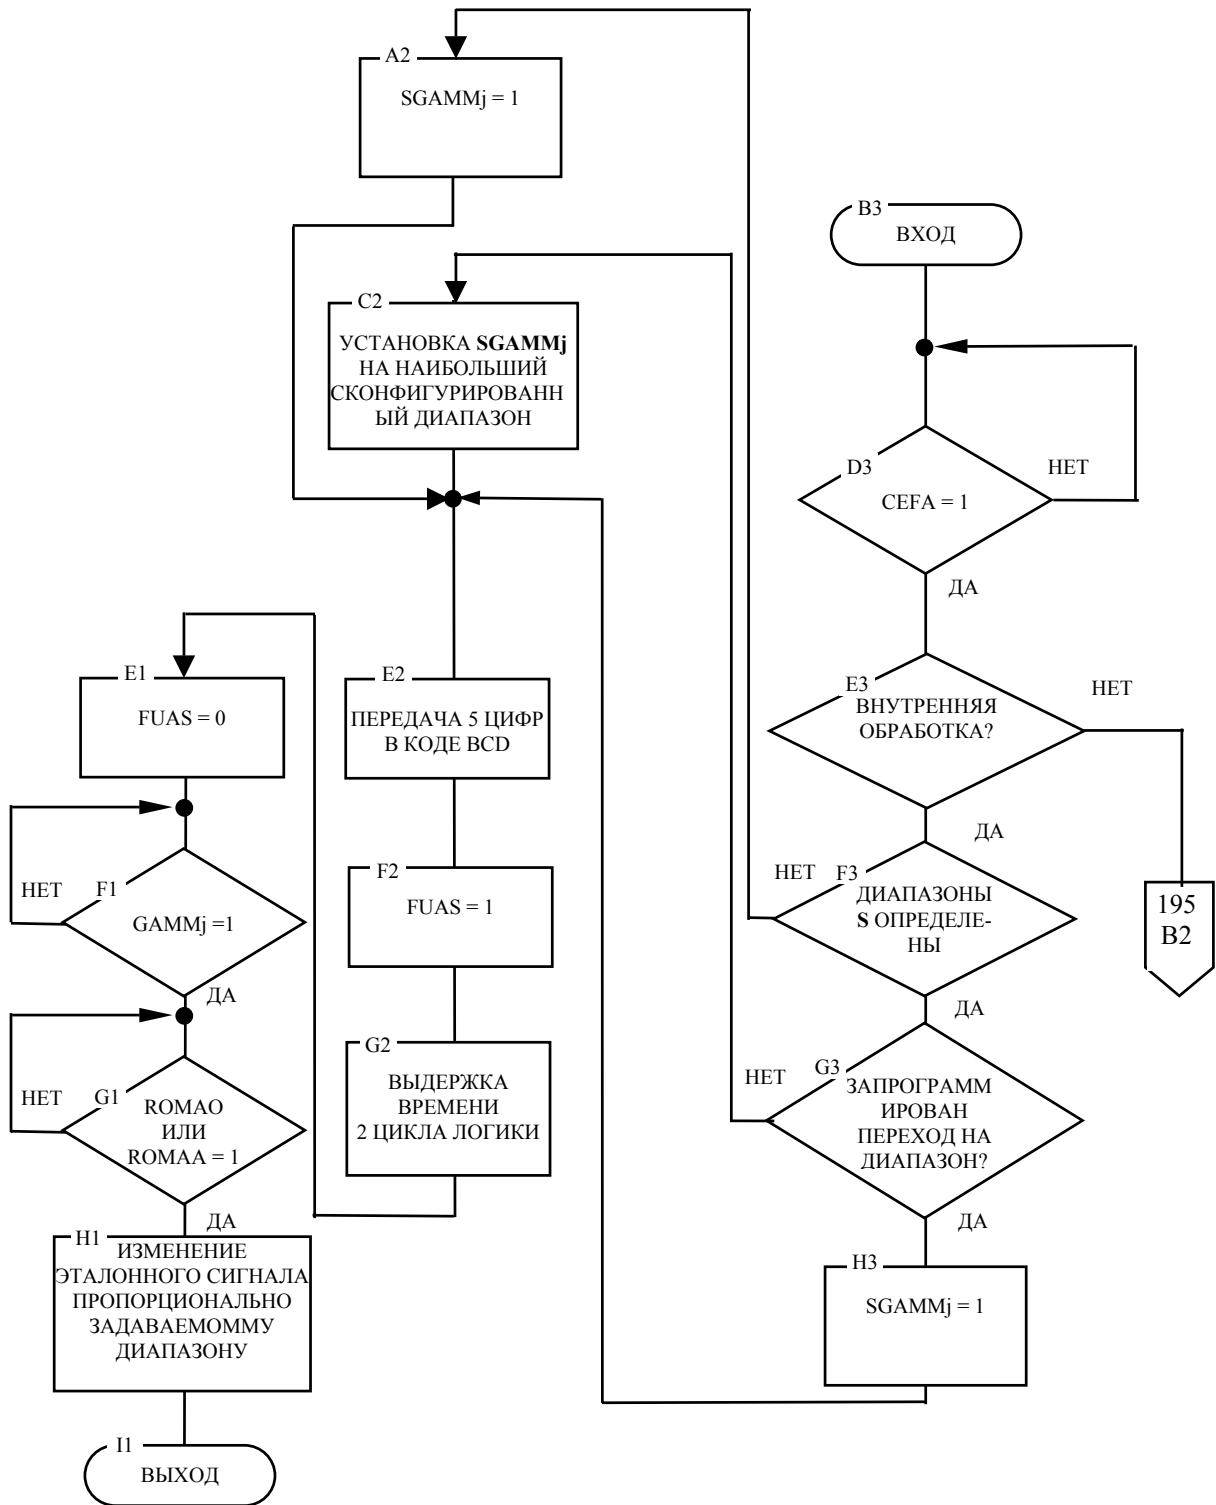 A2
SGAMMj = 1
B3
ВХОД
C2
УСТАНОВКА SGAMMj
НА НАИБОЛЬШИЙ
СКОНФИГУРИРОВАНН
ЫЙ ДИАПАЗОН
D3
НЕТ
CEFA = 1
ДА
E1
FUAS = 0
E2
ПЕРЕДАЧА 5 ЦИФР
В КОДЕ BCD
E3
НЕТ
ВНУТРЕННЯЯ
ОБРАБОТКА?
ДА
НЕТ
F1
GAMMj =1
ДА
F2
FUAS = 1
НЕТ
F3
ДИАПАЗОНЫ
S ОПРЕДЕЛЕ-
НЫ
ДА
195
B2
НЕТ
G1
ROMAO
ИЛИ
ROMAA = 1
ДА
G2
ВЫДЕРЖКА
ВРЕМЕНИ
2 ЦИКЛА ЛОГИКИ
НЕТ
G3
ЗАПРОГРАММ
ИРОВАН
ПЕРЕХОД НА
ДИАПАЗОН?
ДА
H1
ИЗМЕНЕНИЕ
ЭТАЛОННОГО СИГНАЛА
ПРОПОРЦИОНАЛЬНО
ЗАДАВАЕМОММУ
ДИАПАЗОНУ
H3
SGAMMj = 1
I1
ВЫХОД